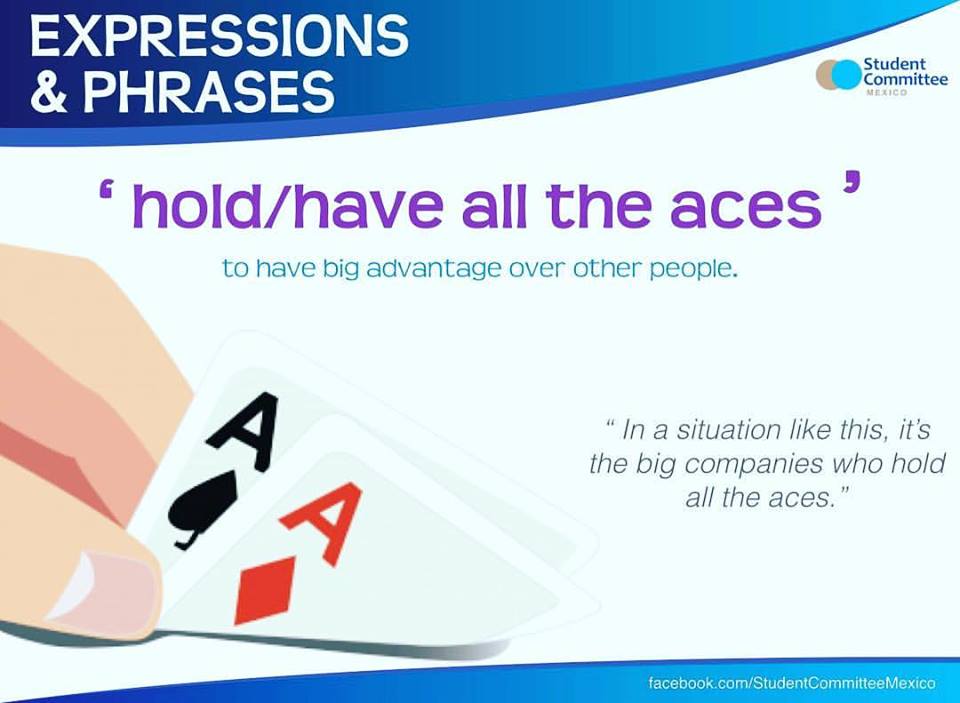 EXPRESSIONS
& PHRASES
Student
Committee
MEXICO
‘ hold/have all the aces ’
to have big advantage over other people.
A
A
“ In a situation like this, it’s
the big companies who hold
all the aces.”
facebook.com/StudentCommitteeMexico